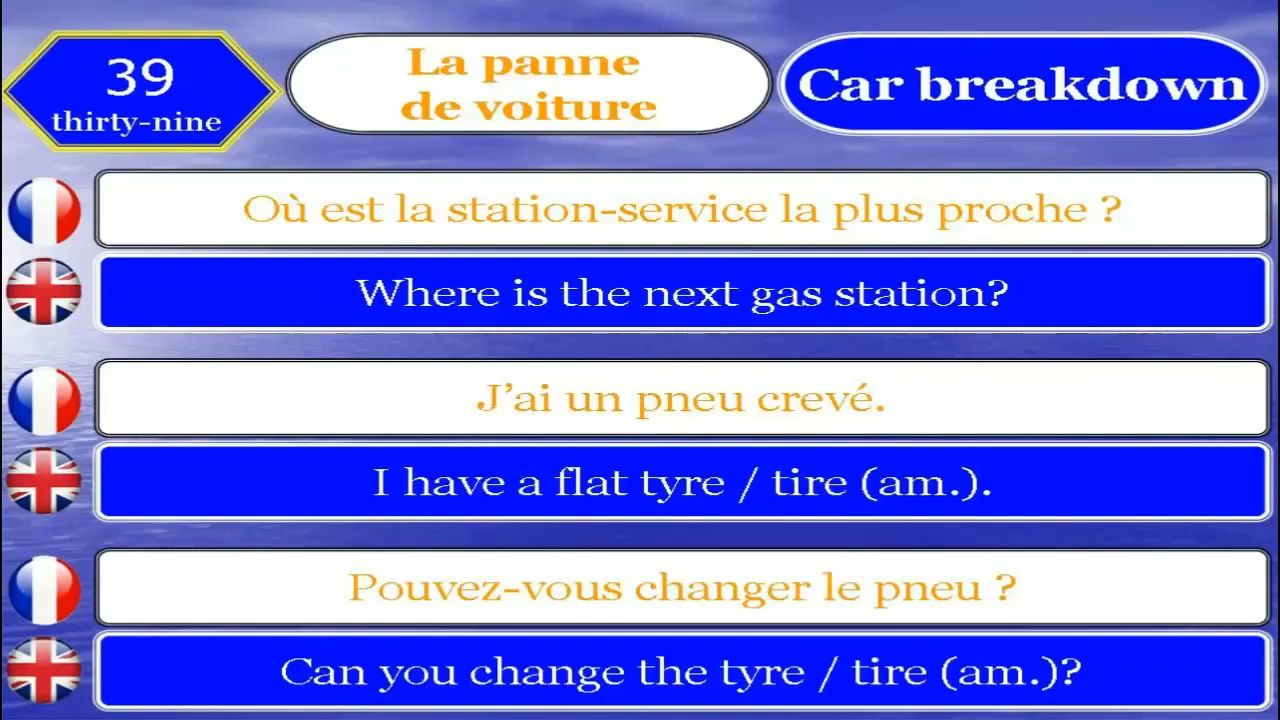 39
thirty-nine
La panne
de voiture
Car breakdown
Où est la station-service la plus proche ?
Where is the next gas station?
J’ai un pneu crevé.
I have a flat tyre / tire (am.).
Pouvez-vous changer le pneu ?
Can you change the tyre / tire (am.)?